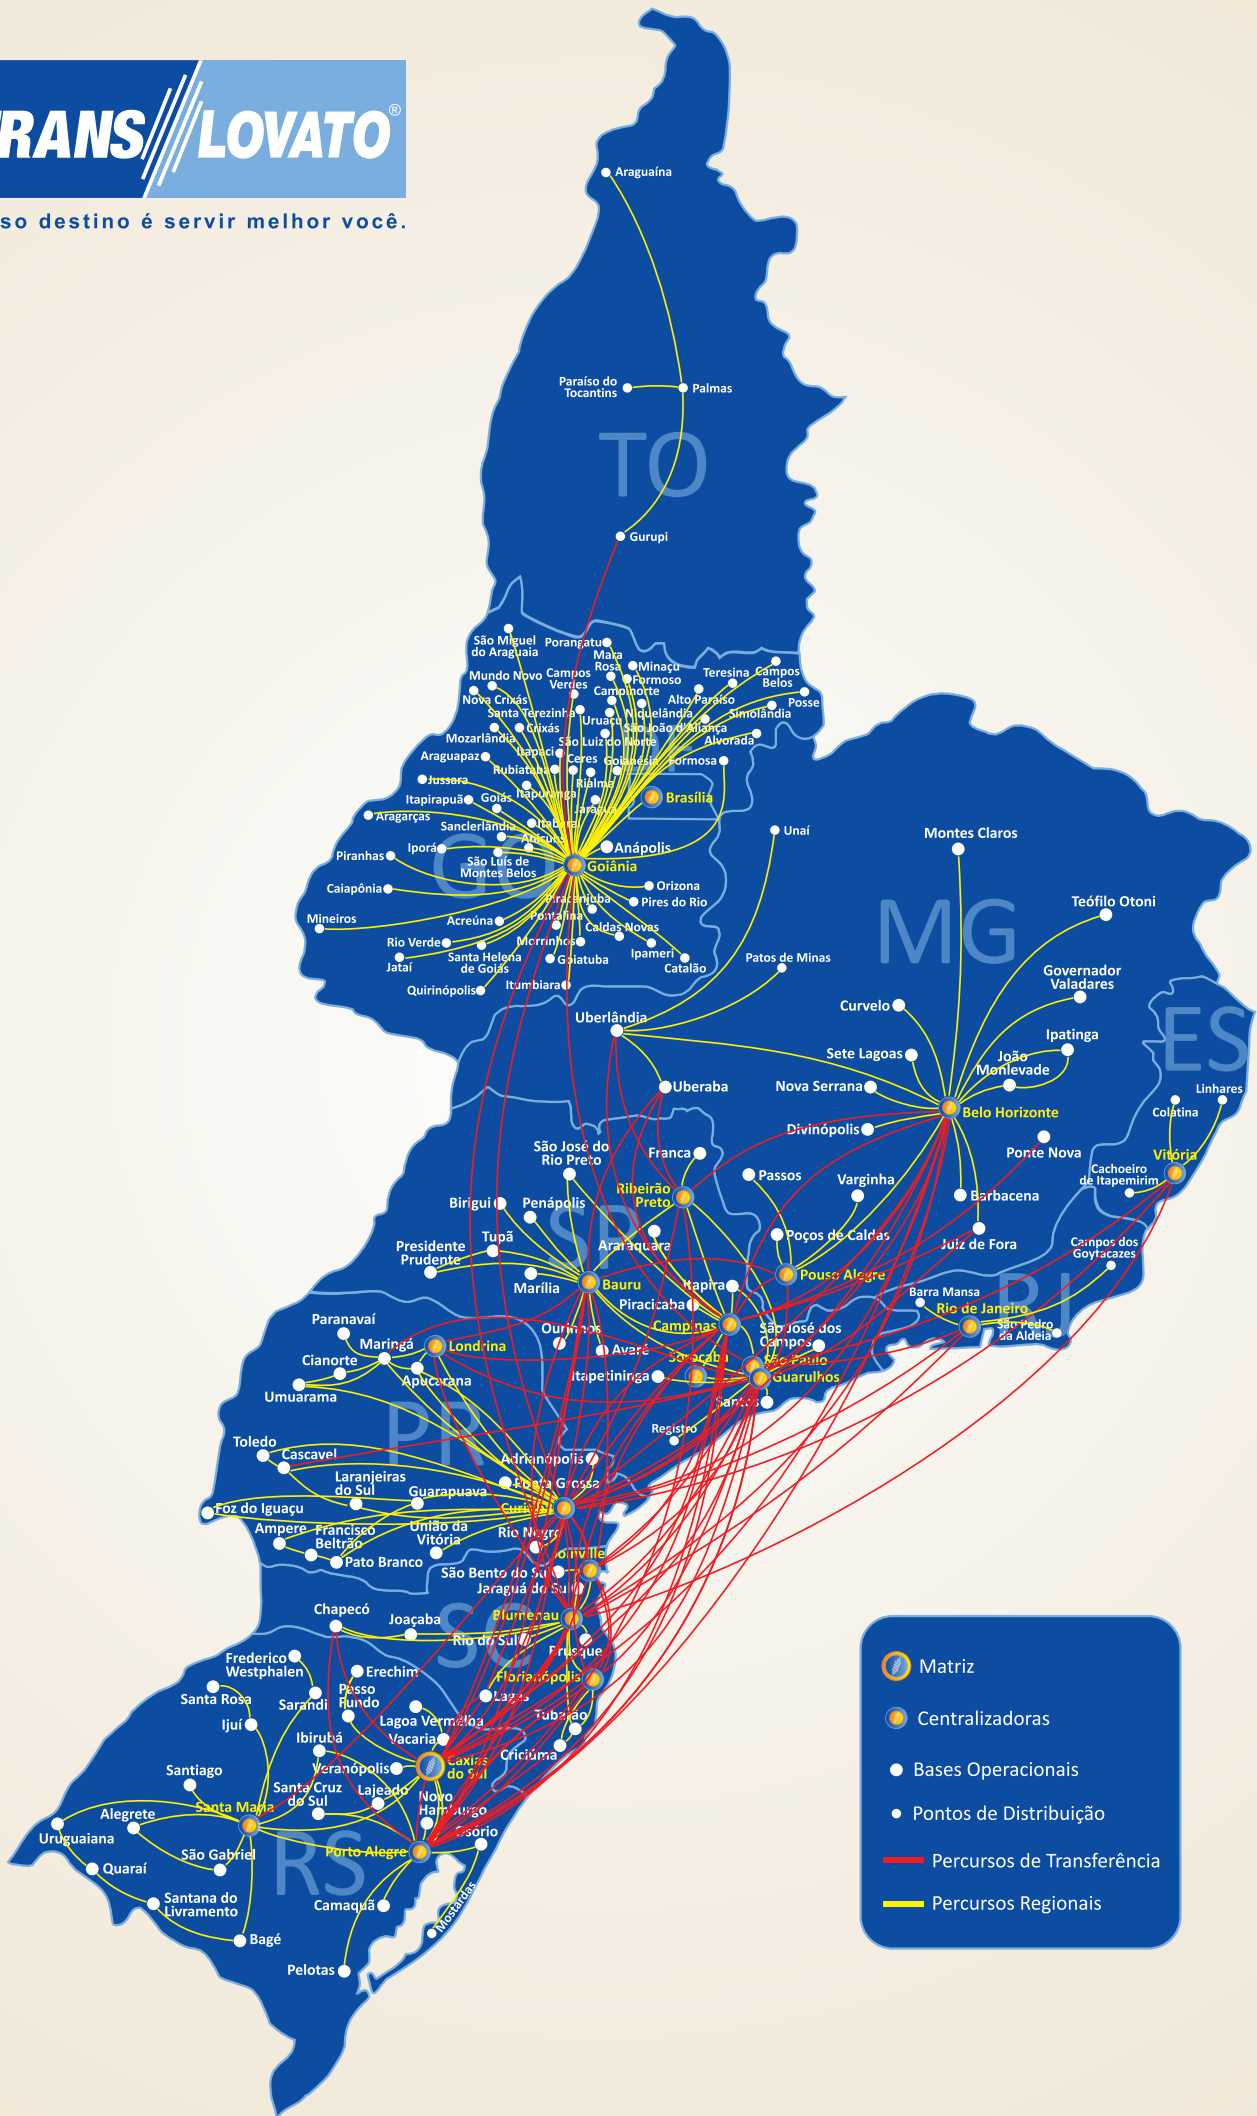 RANS LOVATO®
so destino é servir melhor você.
Araguaína
Paraíso do
Tocantins
Palmas
TO
Gurupi
São Miguel
do Araguaia
Porangatu
Mara
Rosa
Minaçu
Formoso
Teresina
Campos
Belos
Mundo Novo
Campos
Verdes
Campinorte
Alto Paraíso
Posse
Nova Crixás
Santa Terezinha
Uruaçu
Niquelândia
Simolândia
Crixás
São João d'Aliança
Mozarlândia
São Luiz do Norte
Alvorada
Araguapaz
Itapaci
Ceres
Goianésia
Formosa
DF
Rubiataba
Rialma
Jussara
Itapuranga
Itapirapuã
Goiás
Jaraguá
Brasília
Aragarças
Sanclerlândia
Itaberaí
Anicuns
Unaí
Montes Claros
GO
Iporá
Anápolis
Piranhas
São Luís de
Montes Belos
Goiânia
Caiapônia
Orizona
Piracanjuba
Pires do Rio
Teófilo Otoni
MG
Mineiros
Acreúna
Pontalina
Caldas Novas
Rio Verde
Morrinhos
Ipameri
Jataí
Santa Helena
de Goiás
Goiatuba
Catalão
Patos de Minas
Governador
Valadares
Quirinópolis
Itumbiara
Curvelo
Uberlândia
Ipatinga
ES
Sete Lagoas
João
Monlevade
Uberaba
Nova Serrana
Linhares
Colatina
Belo Horizonte
Divinópolis
Ponte Nova
Vitória
São José do
Rio Preto
Franca
Passos
Varginha
Cachoeiro
de Itapemirim
Ribeirão
Preto
Barbacena
Birigui
Penápolis
SP
Tupã
Araraquara
Poços de Caldas
Juiz de Fora
Campos dos
Goytacazes
Presidente
Prudente
Marília
Bauru
Itapira
Pouso Alegre
RJ
Barra Mansa
Piracicaba
Rio de Janeiro
Paranavaí
Ourinhos
Campinas
São José dos
Campos
São Pedro
da Aldeia
Maringá
Londrina
Avaré
Sorocaba
São Paulo
Cianorte
Apucarana
Itapetininga
Guarulhos
Umuarama
Santos
PR
Registro
Toledo
Cascavel
Adrianópolis
Laranjeiras
do Sul
Guarapuava
Ponta Grossa
Foz do Iguaçu
Curitiba
Ampere
Francisco
Beltrão
União da
Vitória
Rio Negro
Pato Branco
Joinville
São Bento do Sul
Jaraguá do Sul
Chapecó
Joaçaba
SC
Blumenau
Rio do Sul
Brusque
Frederico
Westphalen
Erechim
Florianópolis
Santa Rosa
Sarandi
Passo
Fundo
Lages
Ijuí
Lagoa Vermelha
Tubarão
Ibirubá
Vacaria
Criciúma
Santiago
Veranópolis
Caxias
do Sul
Santa Cruz
do Sul
Lajeado
Novo
Hamburgo
Santa Maria
Alegrete
Uruguaiana
Osório
São Gabriel
RS
Porto Alegre
Quaraí
Santana do
Livramento
Camaquã
Mostardas
Bagé
Pelotas
Matriz
Centralizadoras
Bases Operacionais
Pontos de Distribuição
Percursos de Transferência
Percursos Regionais